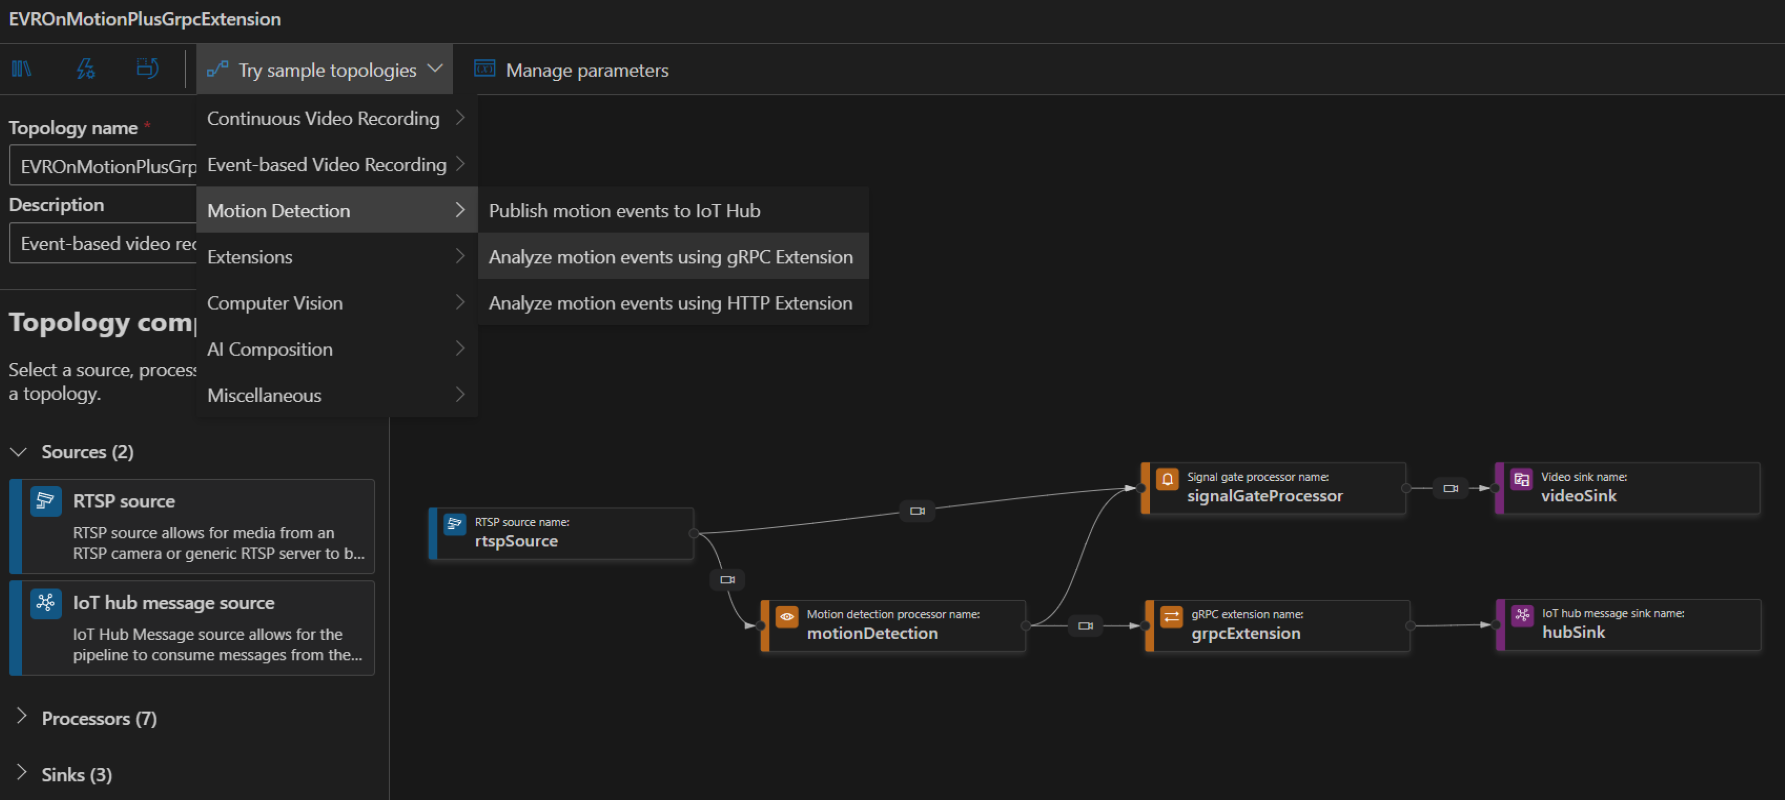 EVROnMotionPlusGrpcExtension
Try sample topologies
Manage parameters
Topology name *
EVROnMotionPlusGrp
Description
Event-based video rec
Continuous Video Recording
Event-based Video Recording
Motion Detection
Extensions
Computer Vision
AI Composition
Miscellaneous
Publish motion events to IoT Hub
Analyze motion events using gRPC Extension
Analyze motion events using HTTP Extension
Topology comp
Select a source, process
a topology.
Sources (2)
RTSP source
RTSP source allows for media from an
RTSP camera or generic RTSP server to b...
IoT hub message source
IoT Hub Message source allows for the
pipeline to consume messages from the...
Processors (7)
Sinks (3)
RTSP source name:
rtspSource
Motion detection processor name:
motionDetection
Signal gate processor name:
signalGateProcessor
Video sink name:
videoSink
gRPC extension name:
grpcExtension
IoT hub message sink name:
hubSink